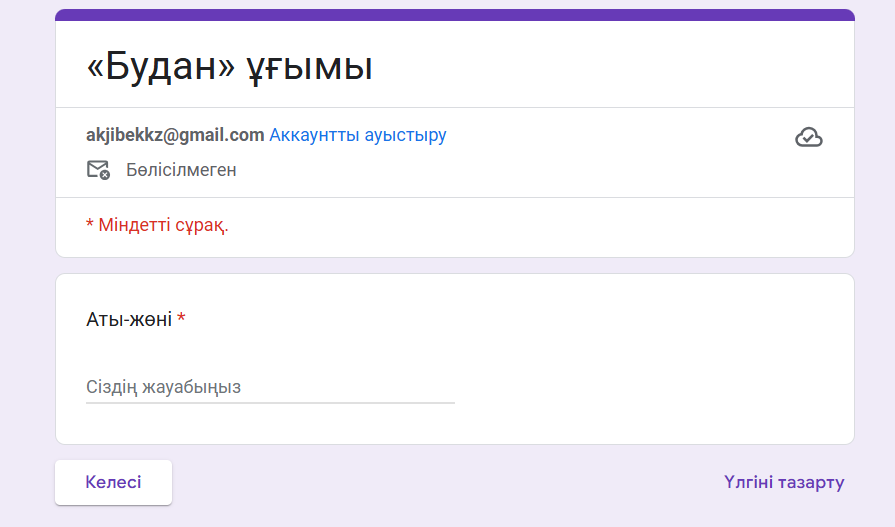 «Будан» ұғымы
akjibekkz@gmail.com Аккаунтты ауыстыру
Бөлісілмеген
* Міндетті сұрақ.
Аты-жөні *
Сіздің жауабыңыз
Келесі
Үлгіні тазарту